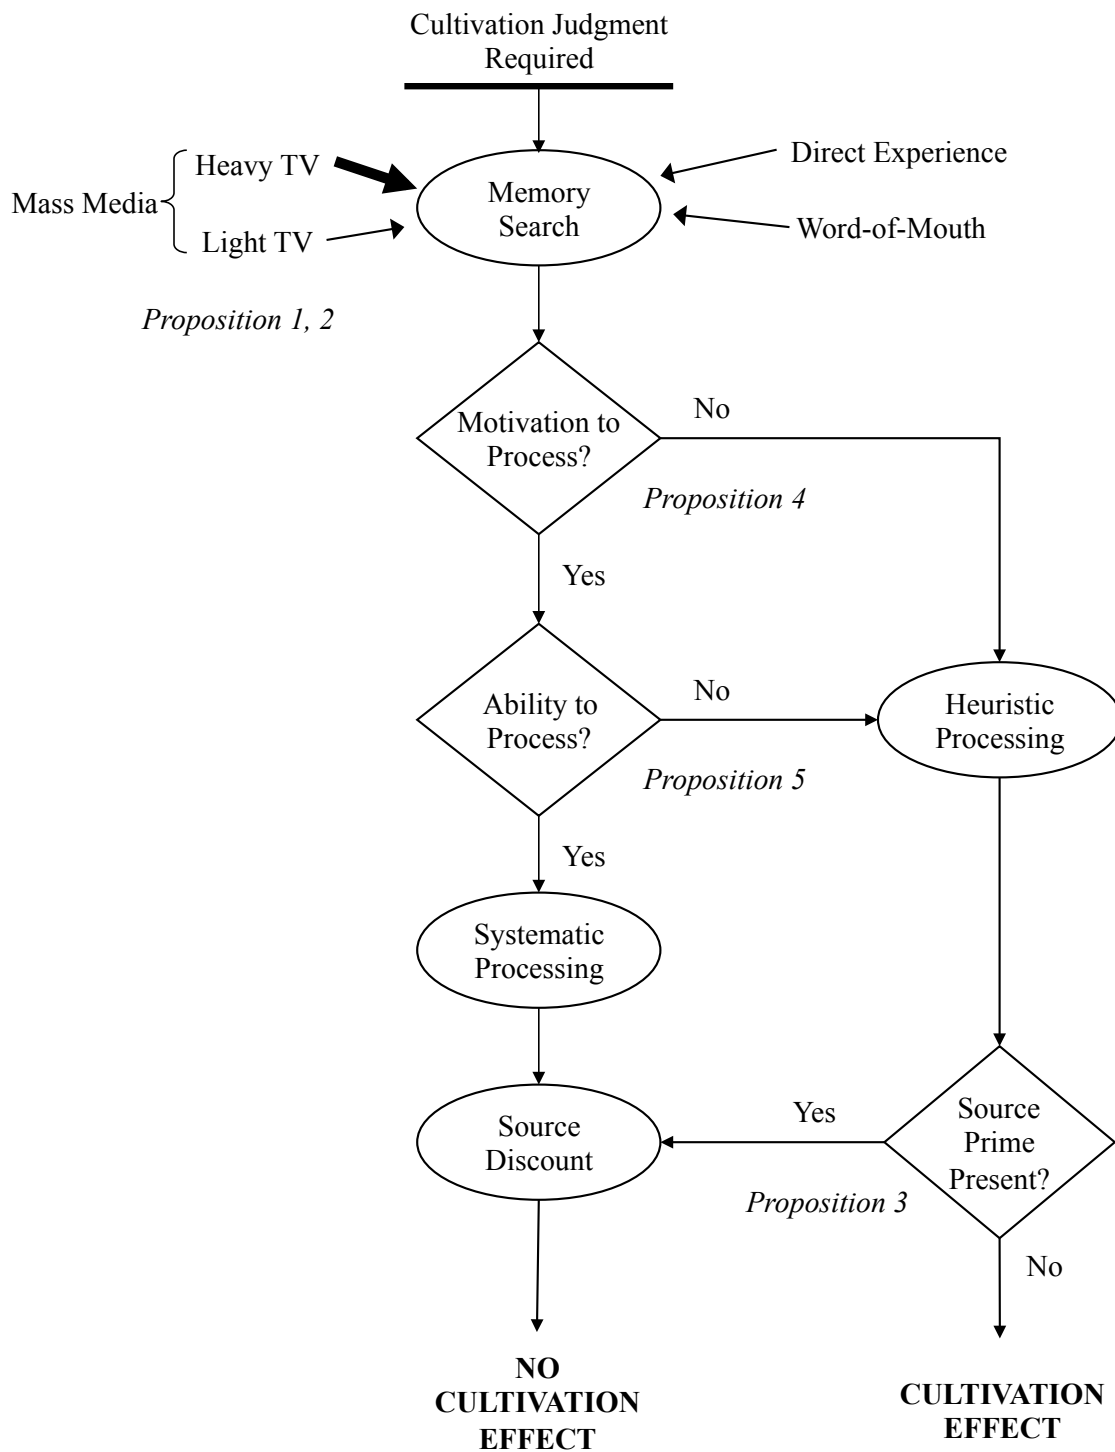 Cultivation Judgment
Required
Mass Media
Heavy TV
Light TV
Memory
Search
Direct Experience
Word-of-Mouth
Proposition 1, 2
Motivation to
Process?
No
Proposition 4
Yes
Ability to
Process?
No
Proposition 5
Heuristic
Processing
Yes
Systematic
Processing
Source
Discount
Yes
Source
Prime
Present?
Proposition 3
No
NO
CULTIVATION
EFFECT
CULTIVATION
EFFECT